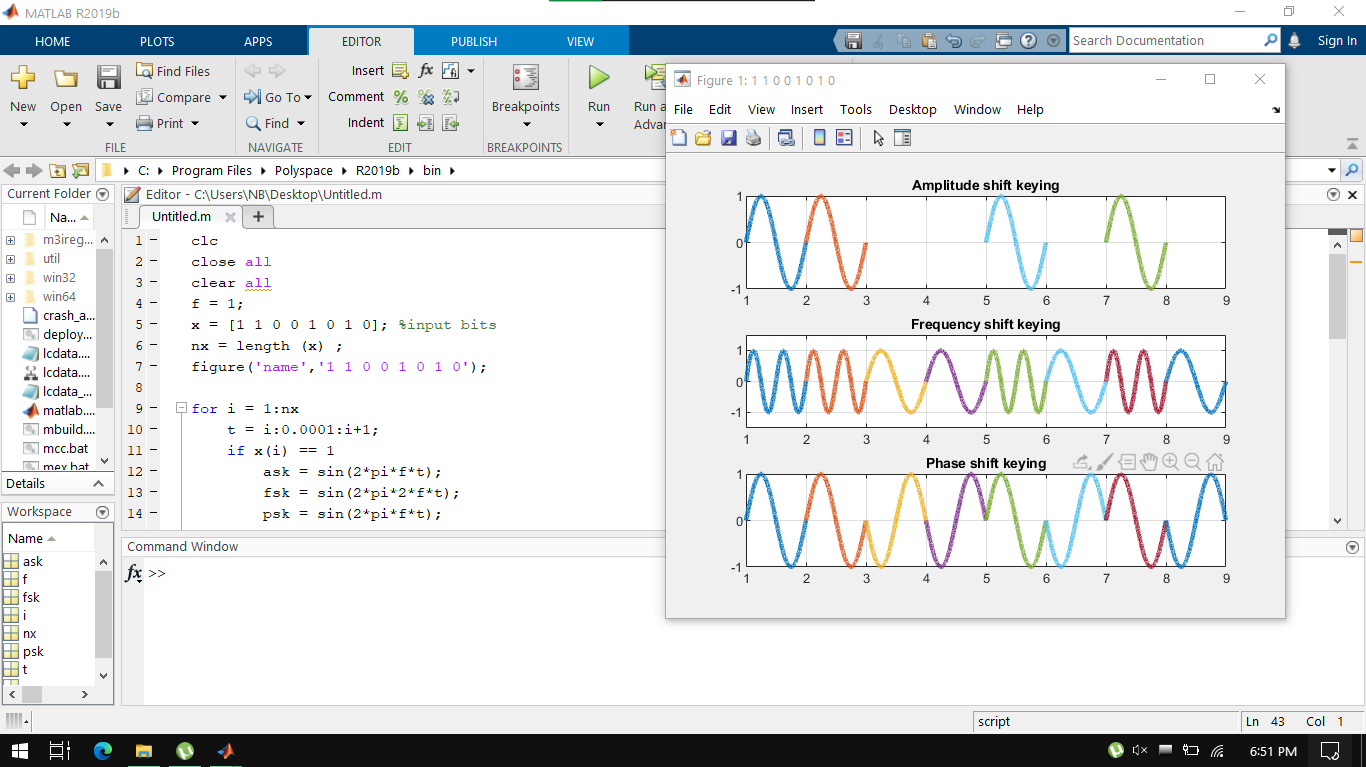 MATLAB R2019b
HOME PLOTS APPS EDITOR PUBLISH VIEW
Search Documentation
Sign In
New Open Save
Find Files
Compare
Print
FILE
Go To
Find
NAVIGATE
Insert
fx
Comment
Indent
EDIT
Breakpoints
BREAKPOINTS
Run
Run a
Advan
C: Program Files Polyspace R2019b bin
Current Folder
Na...
m3ireg...
util
win32
win64
crash_a...
deploy...
lcdata....
lcdata....
lcdata_...
matlab....
mbuild....
mcc.bat
mex.bat
Details
Workspace
Name
ask
f
fsk
i
nx
psk
t
Editor - C:\Users\NB\Desktop\Untitled.m
Untitled.m
1 clc
2 close all
3 clear all
4 f = 1;
5 x = [1 1 0 0 1 0 1 0]; %input bits
6 nx = length (x) ;
7 figure('name','1 1 0 0 1 0 1 0');
8
9 for i = 1:nx
10 t = i:0.0001:i+1;
11 if x(i) == 1
12 ask = sin(2*pi*f*t);
13 fsk = sin(2*pi*2*f*t);
14 psk = sin(2*pi*f*t);
Command Window
fx >>
Figure 1: 1 1 0 0 1 0 1 0
File Edit View Insert Tools Desktop Window Help
Amplitude shift keying
1
0
-1
1 2 3 4 5 6 7 8 9
Frequency shift keying
1
0
-1
1 2 3 4 5 6 7 8 9
Phase shift keying
1
0
-1
1 2 3 4 5 6 7 8 9
script
Ln 43 Col 1
6:51 PM